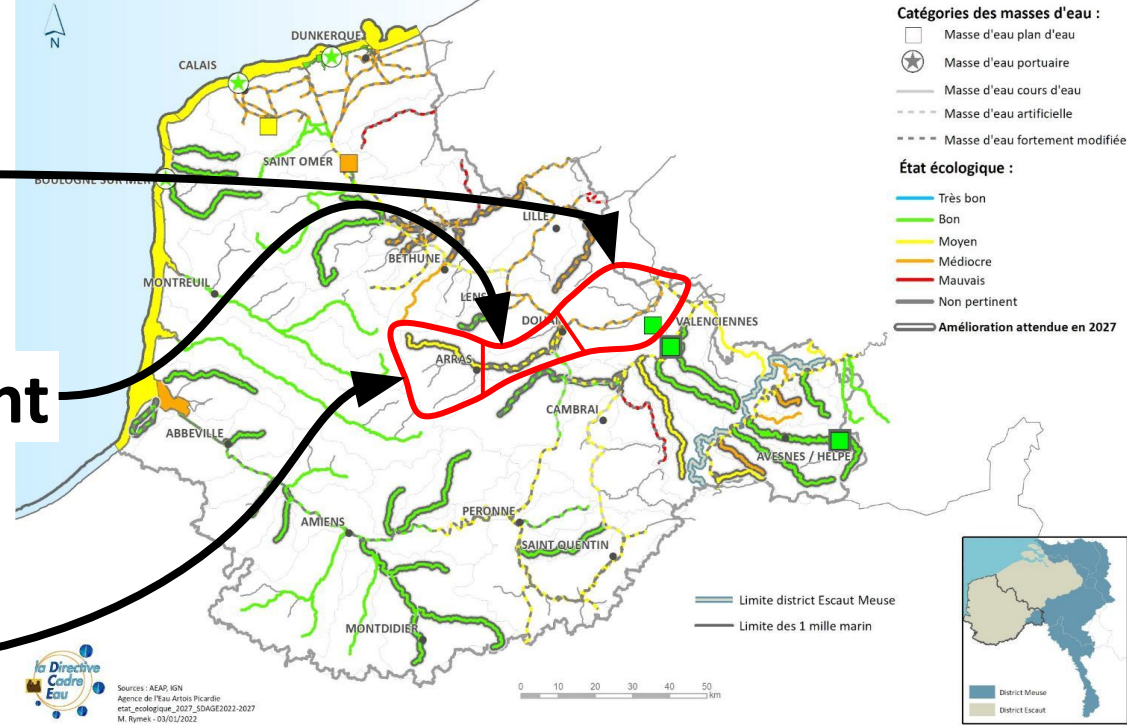 Catégories des masses d'eau :
Masse d'eau plan d'eau
Masse d'eau portuaire
Masse d'eau cours d'eau
Masse d'eau artificielle
Masse d'eau fortement modifiée
État écologique :
Très bon
Bon
Moyen
Médiocre
Mauvais
Non pertinent
Amélioration attendue en 2027
N
DUNKERQUE
CALAIS
SAINT OMER
BOULOGNE SUR MER
LILLE
BETHUNE
MONTREUIL
LENS
DOUAI
VALENCIENNES
ARRAS
nt
CAMBRAI
ABBEVILLE
AVESNES / HELPE
PERONNE
AMIENS
SAINT QUENTIN
MONTDIDIER
Limite district Escaut Meuse
Limite des 1 mille marin
la Directive
Cadre
Eau
Sources : AEAP, IGN
Agence de l'Eau Artois Picardie
etat_ecologique_2027_SDAGE2022-2027
M. Rymek - 03/01/2022
0 10 20 30 40 50
km
District Meuse
District Escaut